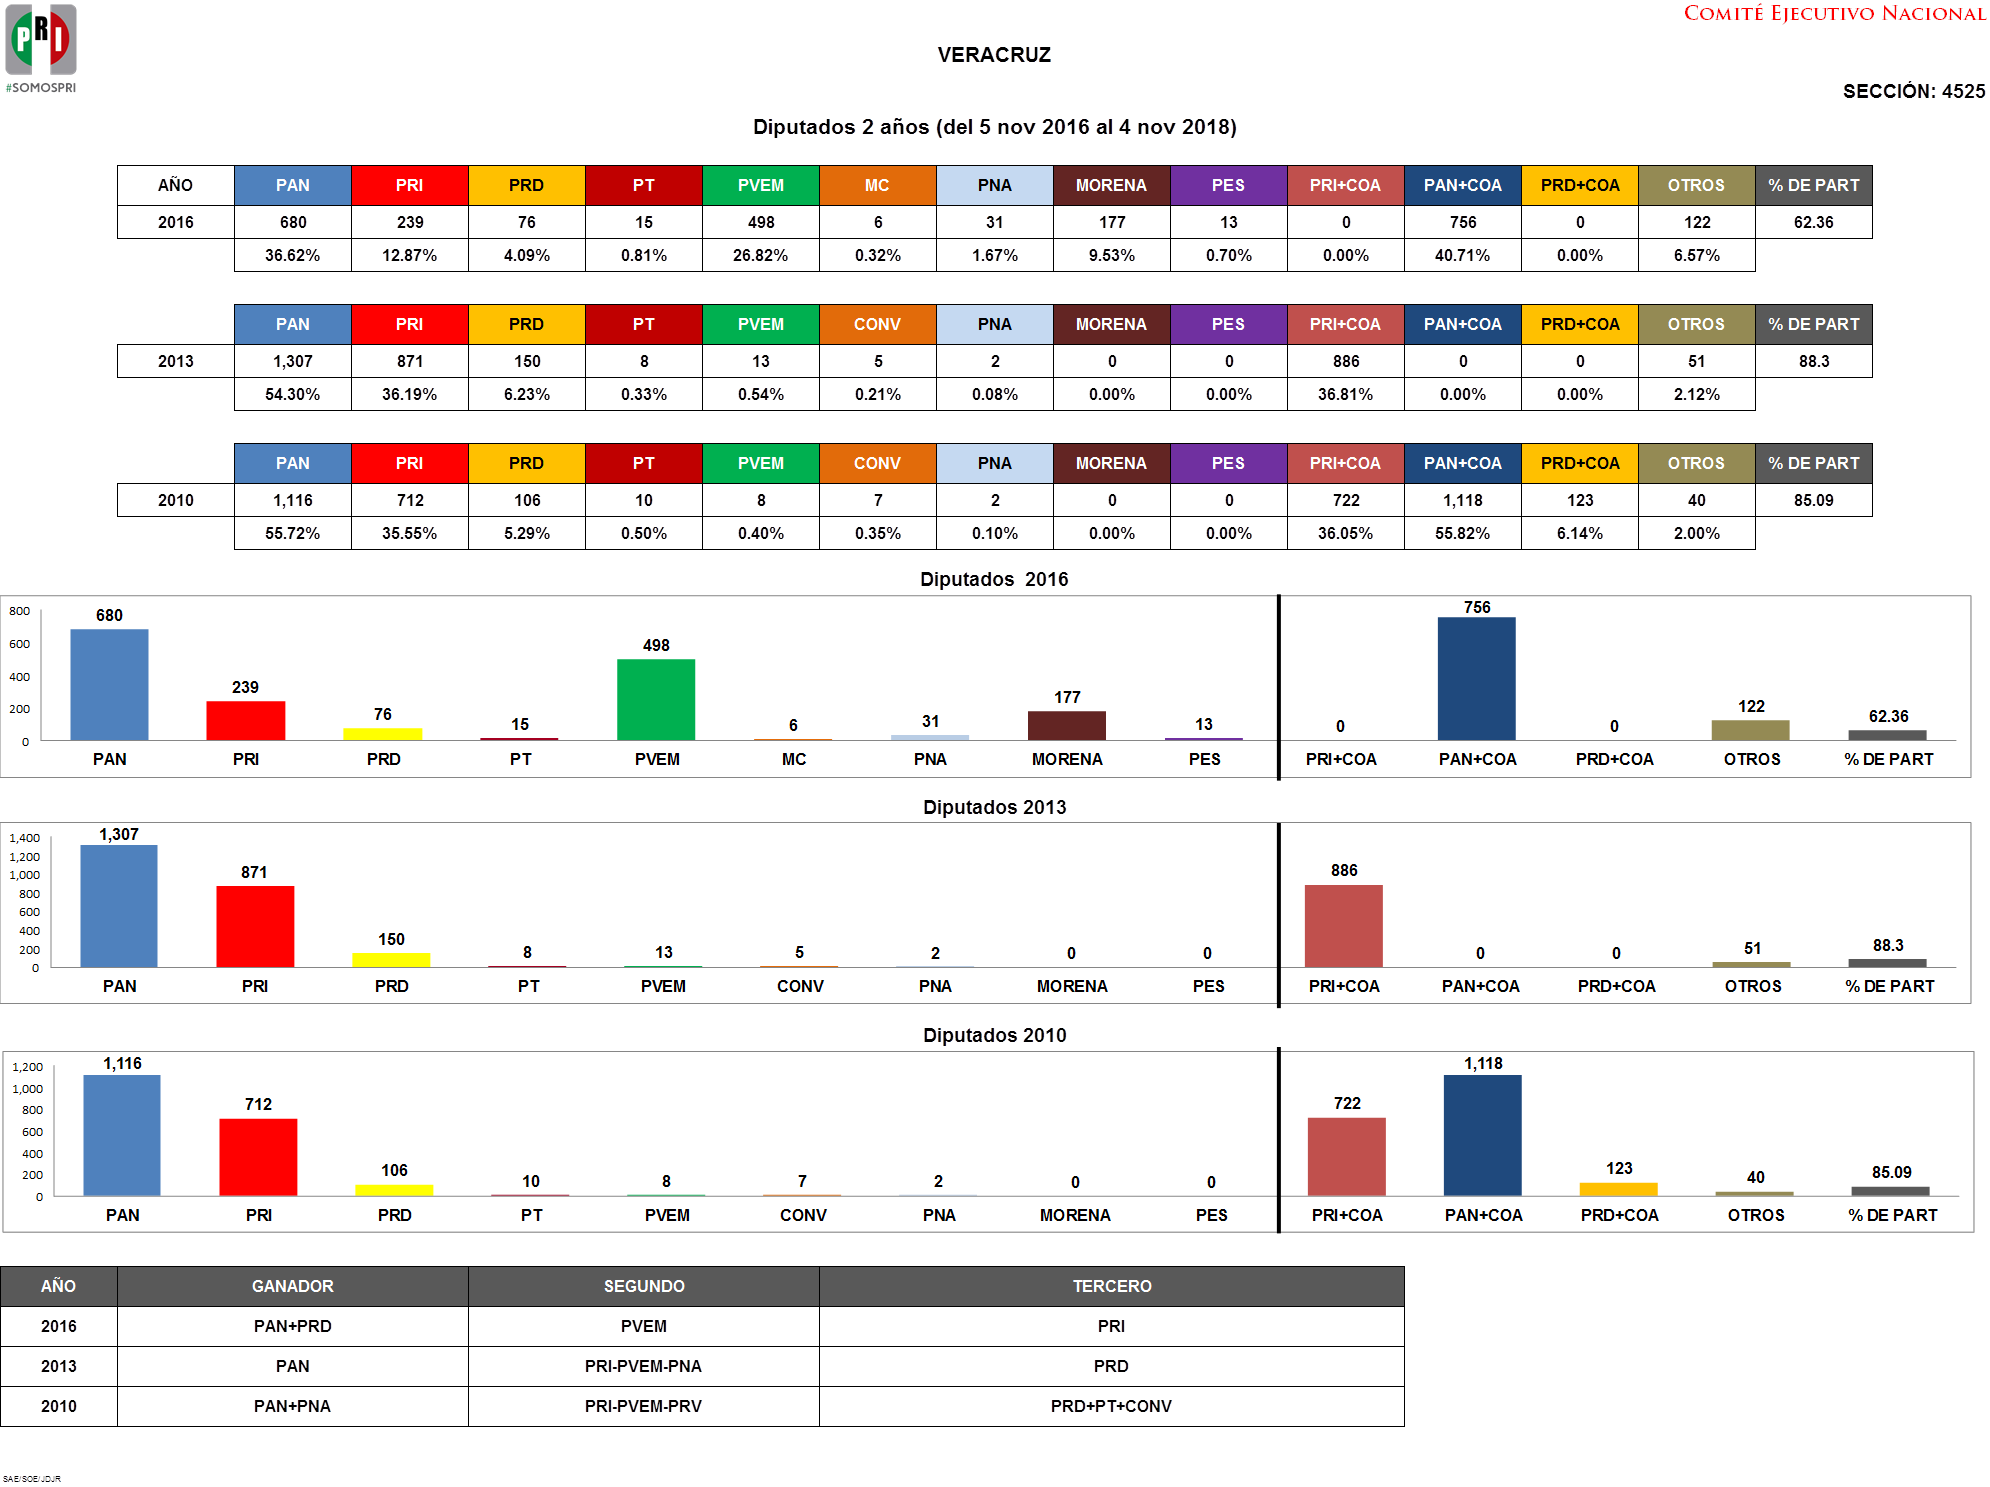 PRI
#SOMOSPRI
COMITÉ EJECUTIVO NACIONAL
VERACRUZ
SECCIÓN: 4525
Diputados 2 años (del 5 nov 2016 al 4 nov 2018)
AÑO PAN PRI PRD PT PVEM MC PNA MORENA PES PRI+COA PAN+COA PRD+COA OTROS % DE PART
2016 680 239 76 15 498 6 31 177 13 0 756 0 122 62.36
36.62% 12.87% 4.09% 0.81% 26.82% 0.32% 1.67% 9.53% 0.70% 0.00% 40.71% 0.00% 6.57%
PAN PRI PRD PT PVEM CONV PNA MORENA PES PRI+COA PAN+COA PRD+COA OTROS % DE PART
2013 1,307 871 150 8 13 5 2 0 0 886 0 0 51 88.3
54.30% 36.19% 6.23% 0.33% 0.54% 0.21% 0.08% 0.00% 0.00% 36.81% 0.00% 0.00% 2.12%
PAN PRI PRD PT PVEM CONV PNA MORENA PES PRI+COA PAN+COA PRD+COA OTROS % DE PART
2010 1,116 712 106 10 8 7 2 0 0 722 1,118 123 40 85.09
55.72% 35.55% 5.29% 0.50% 0.40% 0.35% 0.10% 0.00% 0.00% 36.05% 55.82% 6.14% 2.00%
Diputados 2016
800
600
400
200
0
680 239 76 15 498 6 31 177 13 0 756 0 122 62.36
PAN PRI PRD PT PVEM MC PNA MORENA PES PRI+COA PAN+COA PRD+COA OTROS % DE PART
Diputados 2013
1,400
1,200
1,000
800
600
400
200
0
1,307 871 150 8 13 5 2 0 0 886 0 0 51 88.3
PAN PRI PRD PT PVEM CONV PNA MORENA PES PRI+COA PAN+COA PRD+COA OTROS % DE PART
Diputados 2010
1,200
1,000
800
600
400
200
0
1,116 712 106 10 8 7 2 0 0 722 1,118 123 40 85.09
PAN PRI PRD PT PVEM CONV PNA MORENA PES PRI+COA PAN+COA PRD+COA OTROS % DE PART
AÑO GANADOR SEGUNDO TERCERO
2016 PAN+PRD PVEM PRI
2013 PAN PRI-PVEM-PNA PRD
2010 PAN+PNA PRI-PVEM-PRV PRD+PT+CONV
SAE/SOE/JDJR